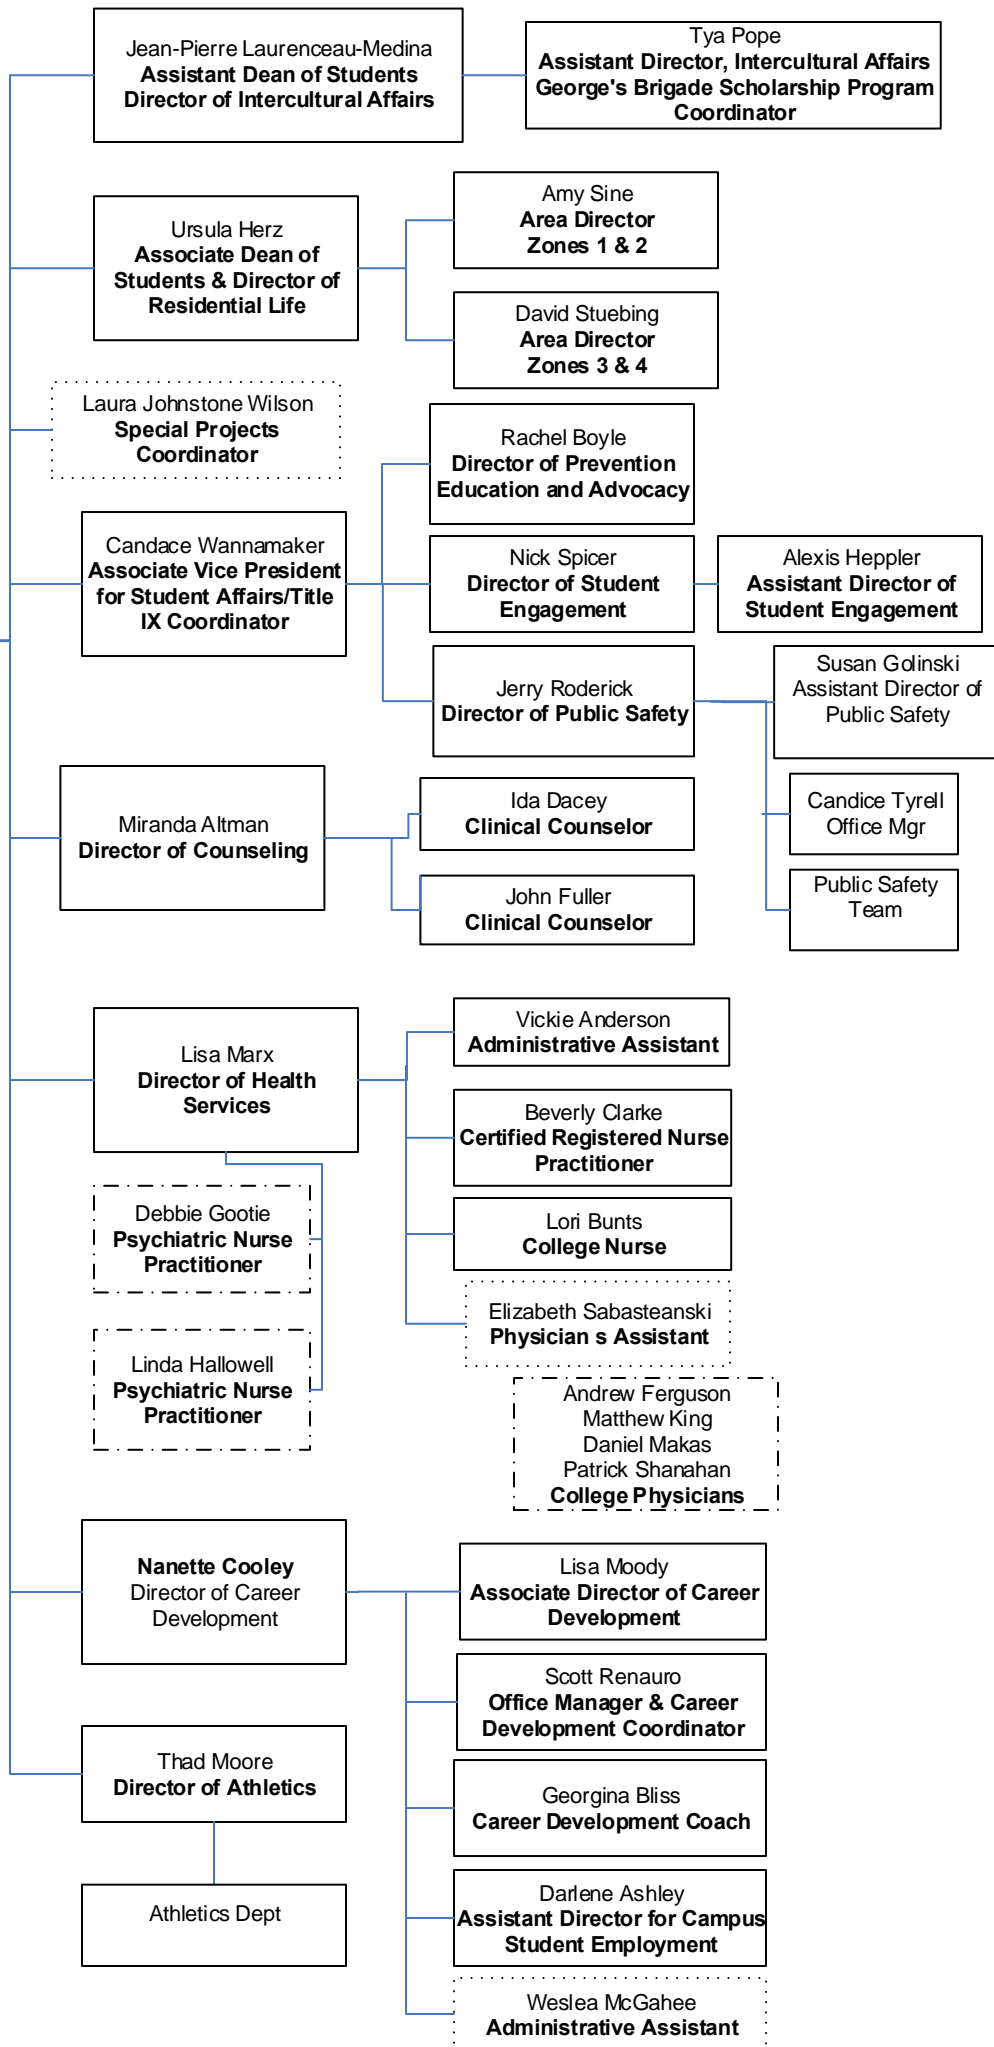 Jean-Pierre Laurenceau-Medina
Assistant Dean of Students
Director of Intercultural Affairs
Tya Pope
Assistant Director, Intercultural Affairs
George's Brigade Scholarship Program
Coordinator
Ursula Herz
Associate Dean of
Students & Director of
Residential Life
Amy Sine
Area Director
Zones 1 & 2
David Stuebing
Area Director
Zones 3 & 4
Laura Johnstone Wilson
Special Projects
Coordinator
Candace Wannamaker
Associate Vice President
for Student Affairs/Title
IX Coordinator
Rachel Boyle
Director of Prevention
Education and Advocacy
Nick Spicer
Director of Student
Engagement
Alexis Heppler
Assistant Director of
Student Engagement
Jerry Roderick
Director of Public Safety
Susan Golinski
Assistant Director of
Public Safety
Candice Tyrell
Office Mgr
Public Safety
Team
Miranda Altman
Director of Counseling
Ida Dacey
Clinical Counselor
John Fuller
Clinical Counselor
Lisa Marx
Director of Health
Services
Vickie Anderson
Administrative Assistant
Beverly Clarke
Certified Registered Nurse
Practitioner
Lori Bunts
College Nurse
Elizabeth Sabasteanski
Physician s Assistant
Debbie Gootie
Psychiatric Nurse
Practitioner
Linda Hallowell
Psychiatric Nurse
Practitioner
Andrew Ferguson
Matthew King
Daniel Makas
Patrick Shanahan
College Physicians
Nanette Cooley
Director of Career
Development
Lisa Moody
Associate Director of Career
Development
Scott Renauro
Office Manager & Career
Development Coordinator
Georgina Bliss
Career Development Coach
Darlene Ashley
Assistant Director for Campus
Student Employment
Weslea McGahee
Administrative Assistant
Thad Moore
Director of Athletics
Athletics Dept